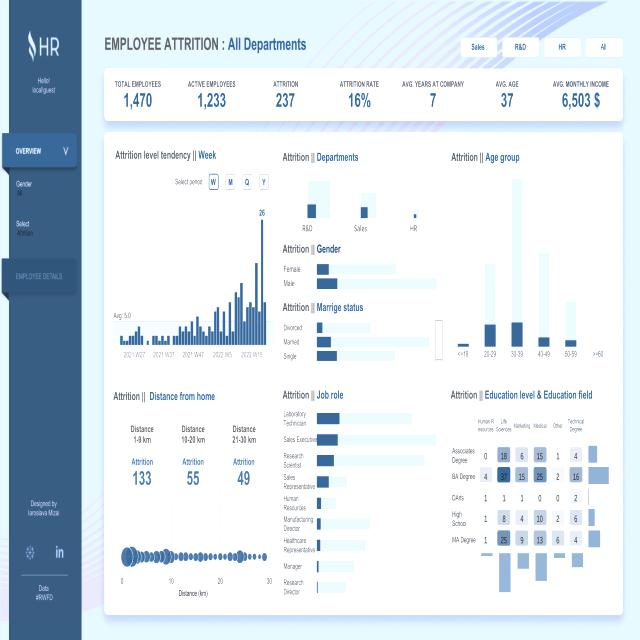 HR
Hello!
local\guest
OVERVIEW
Gender
All
Select
Attrition
EMPLOYEE DETAILS
Designed by
Iaroslava Mizai
in
Data
#RWFD
EMPLOYEE ATTRITION : All Departments
Sales R&D HR All
TOTAL EMPLOYEES ACTIVE EMPLOYEES ATTRITION ATTRITION RATE AVG. YEARS AT COMPANY AVG. AGE AVG. MONTHLY INCOME
1,470 1,233 237 16% 7 37 6,503 $
Attrition level tendency || Week
Select period W M Q Y
26
Avg: 5.0
2021 W27 2021 W37 2021 W47 2022 W5 2022 W15
Attrition || Departments
R&D Sales HR
Attrition || Gender
Female
Male
Attrition || Marrige status
Divorced
Married
Single
Attrition || Age group
<=19 20-29 30-39 40-49 50-59 >=60
Attrition || Distance from home
Distance Distance Distance
1-9 km 10-20 km 21-30 km
Attrition Attrition Attrition
133 55 49
0 10 20 30
Distance (km)
Attrition || Job role
Laboratory
Technician
Sales Executive
Research
Scientist
Sales
Representative
Human
Resources
Manufacturing
Director
Healthcare
Representative
Manager
Research
Director
Attrition || Education level & Education field
Human R Life Marketing Medical Other Technical
esources Sciences Degree
Associates
Degree 0 18 6 15 1 4
BA Degree 4 37 15 25 2 16
1 1 1 0 0 2
High
School 1 8 4 10 2 6
MA Degree 1 25 9 13 6 4